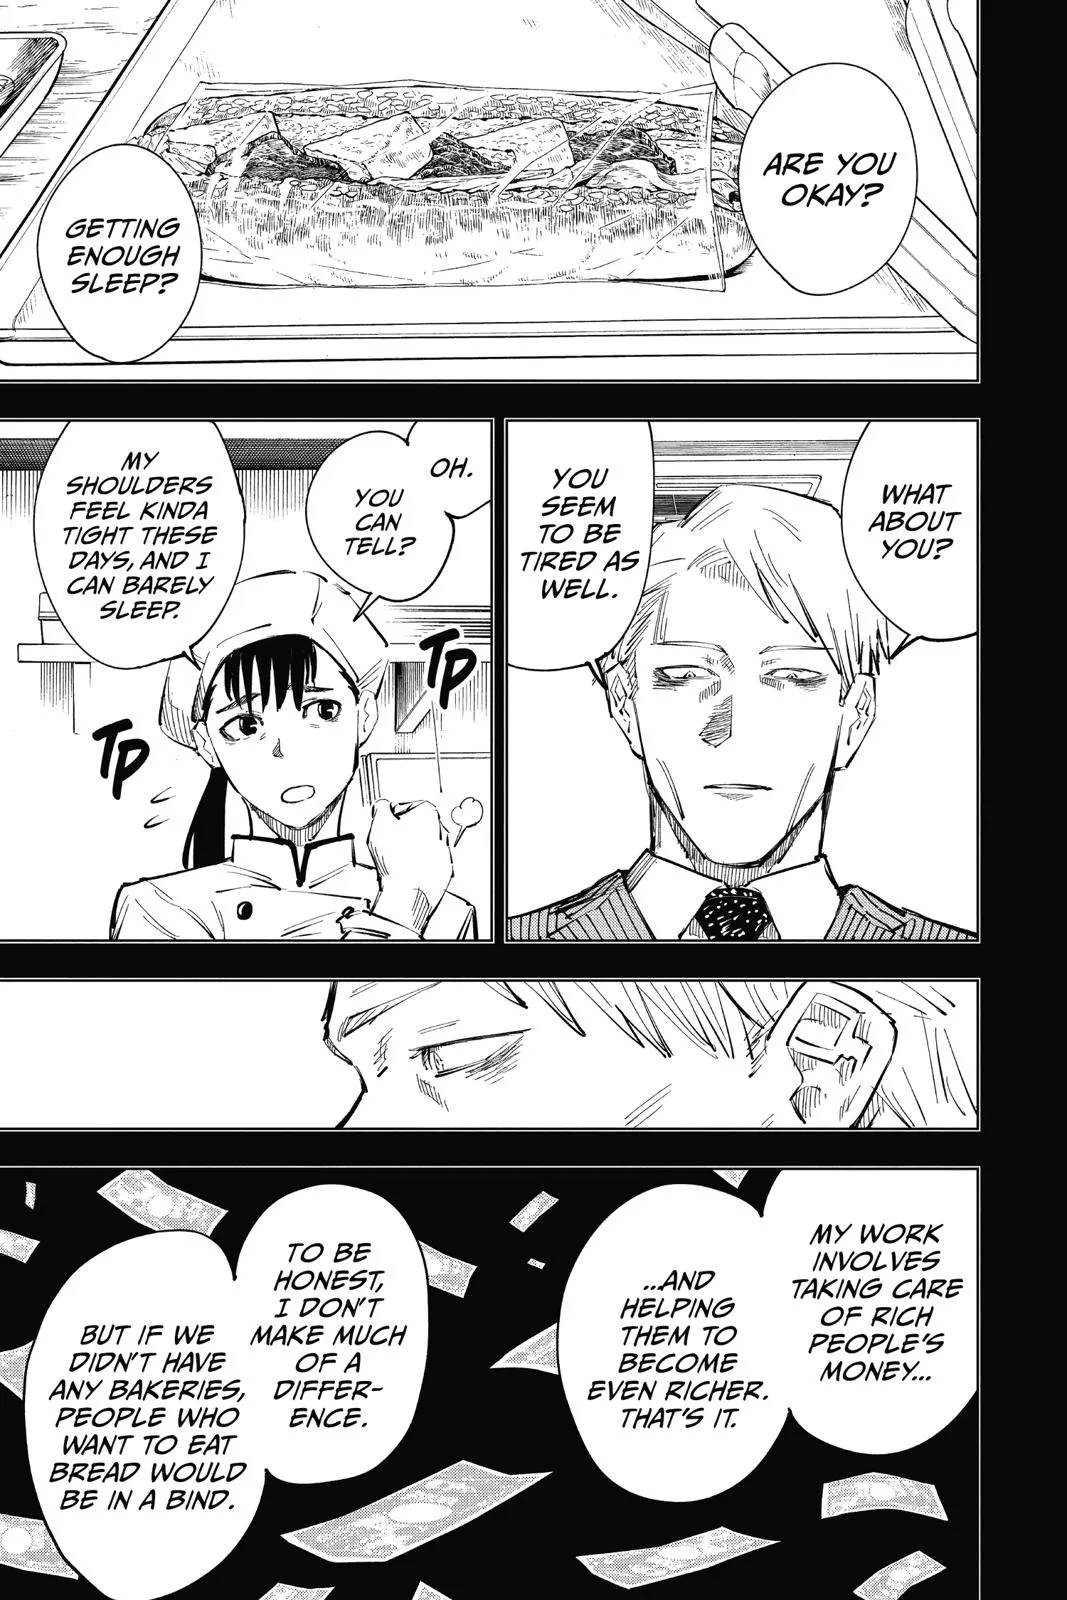 ARE YOU
OKAY?
GETTING
ENOUGH
SLEEP?
WHAT
ABOUT
YOU?
YOU
SEEM
TO BE
TIRED AS
WELL.
OH.
YOU
CAN
TELL?
TP
MY
SHOULDERS
FEEL KINDA
TIGHT THESE
DAYS, AND I
CAN BARELY
SLEEP.
TP
MY WORK
INVOLVES
TAKING CARE
OF RICH
PEOPLE'S
MONEY...
...AND
HELPING
THEM TO
BECOME
EVEN RICHER.
THAT'S IT.
TO BE
HONEST,
I DON'T
MAKE MUCH
OF A
DIFFER-
ENCE.
BUT IF WE
DIDN'T HAVE
ANY BAKERIES,
PEOPLE WHO
WANT TO EAT
BREAD WOULD
BE IN A BIND.